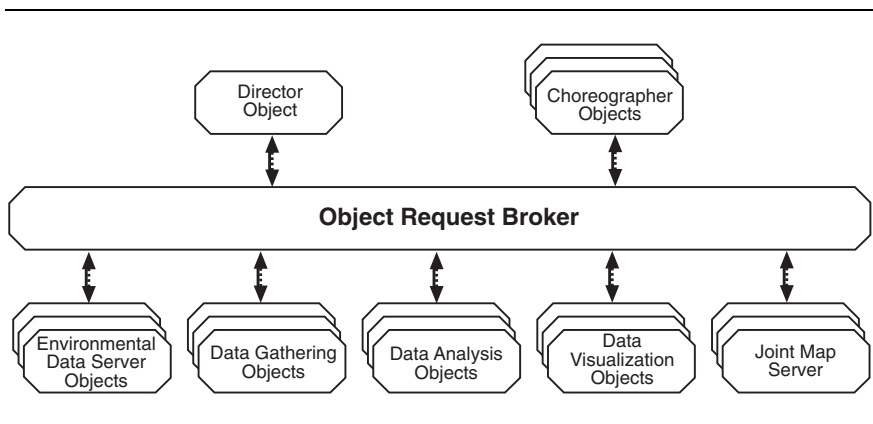 Director
Object
Choreographer
Objects
Object Request Broker
Environmental
Data Server
Objects
Data Gathering
Objects
Data Analysis
Objects
Data
Visualization
Objects
Joint Map
Server